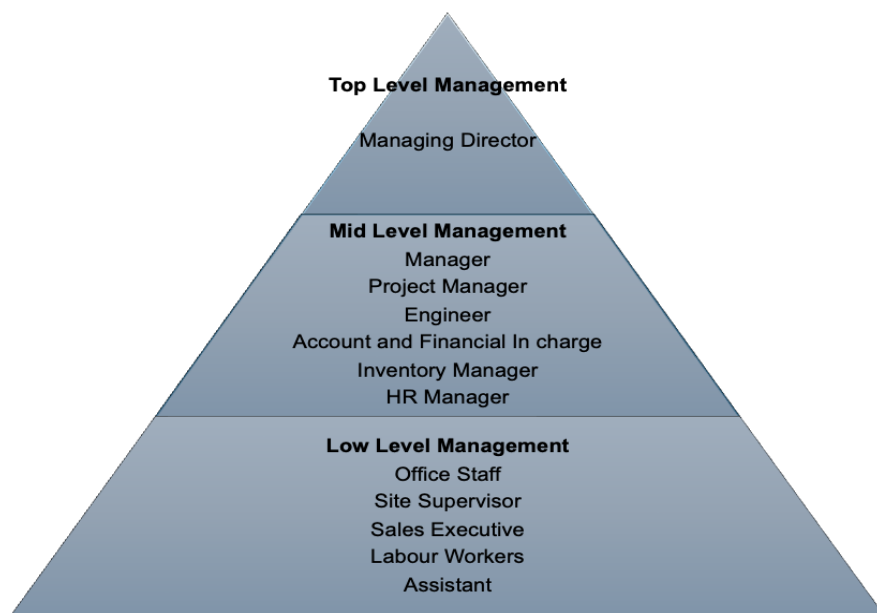 Top Level Management
Managing Director
Mid Level Management
Manager
Project Manager
Engineer
Account and Financial In charge
Inventory Manager
HR Manager
Low Level Management
Office Staff
Site Supervisor
Sales Executive
Labour Workers
Assistant